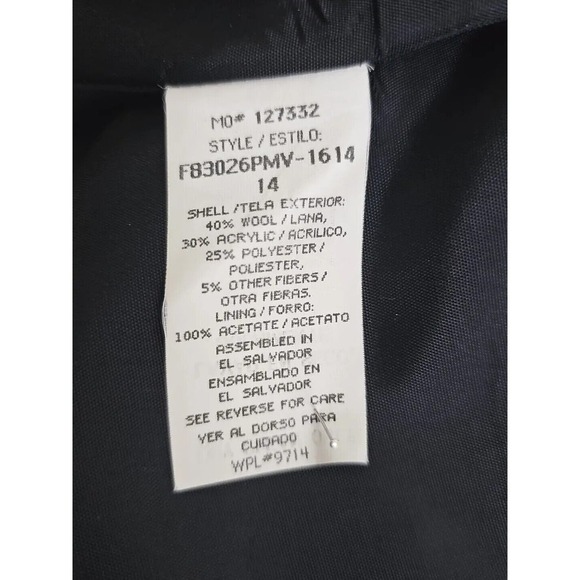 MO# 127332
STYLE / ESTILO:
F83026PMV-1614
14
SHELL / TELA EXTERIOR:
40% WOOL / LANA,
30% ACRYLIC / ACRILICO,
25% POLYESTER /
POLIESTER,
5% OTHER FIBERS /
OTRA FIBRAS.
LINING / FORRO:
100% ACETATE / ACETATO
ASSEMBLED IN
EL SALVADOR
ENSAMBLADO EN
EL SALVADOR
SEE REVERSE FOR CARE
VER AL DORSO PARA
CUIDADO
WPL#9714